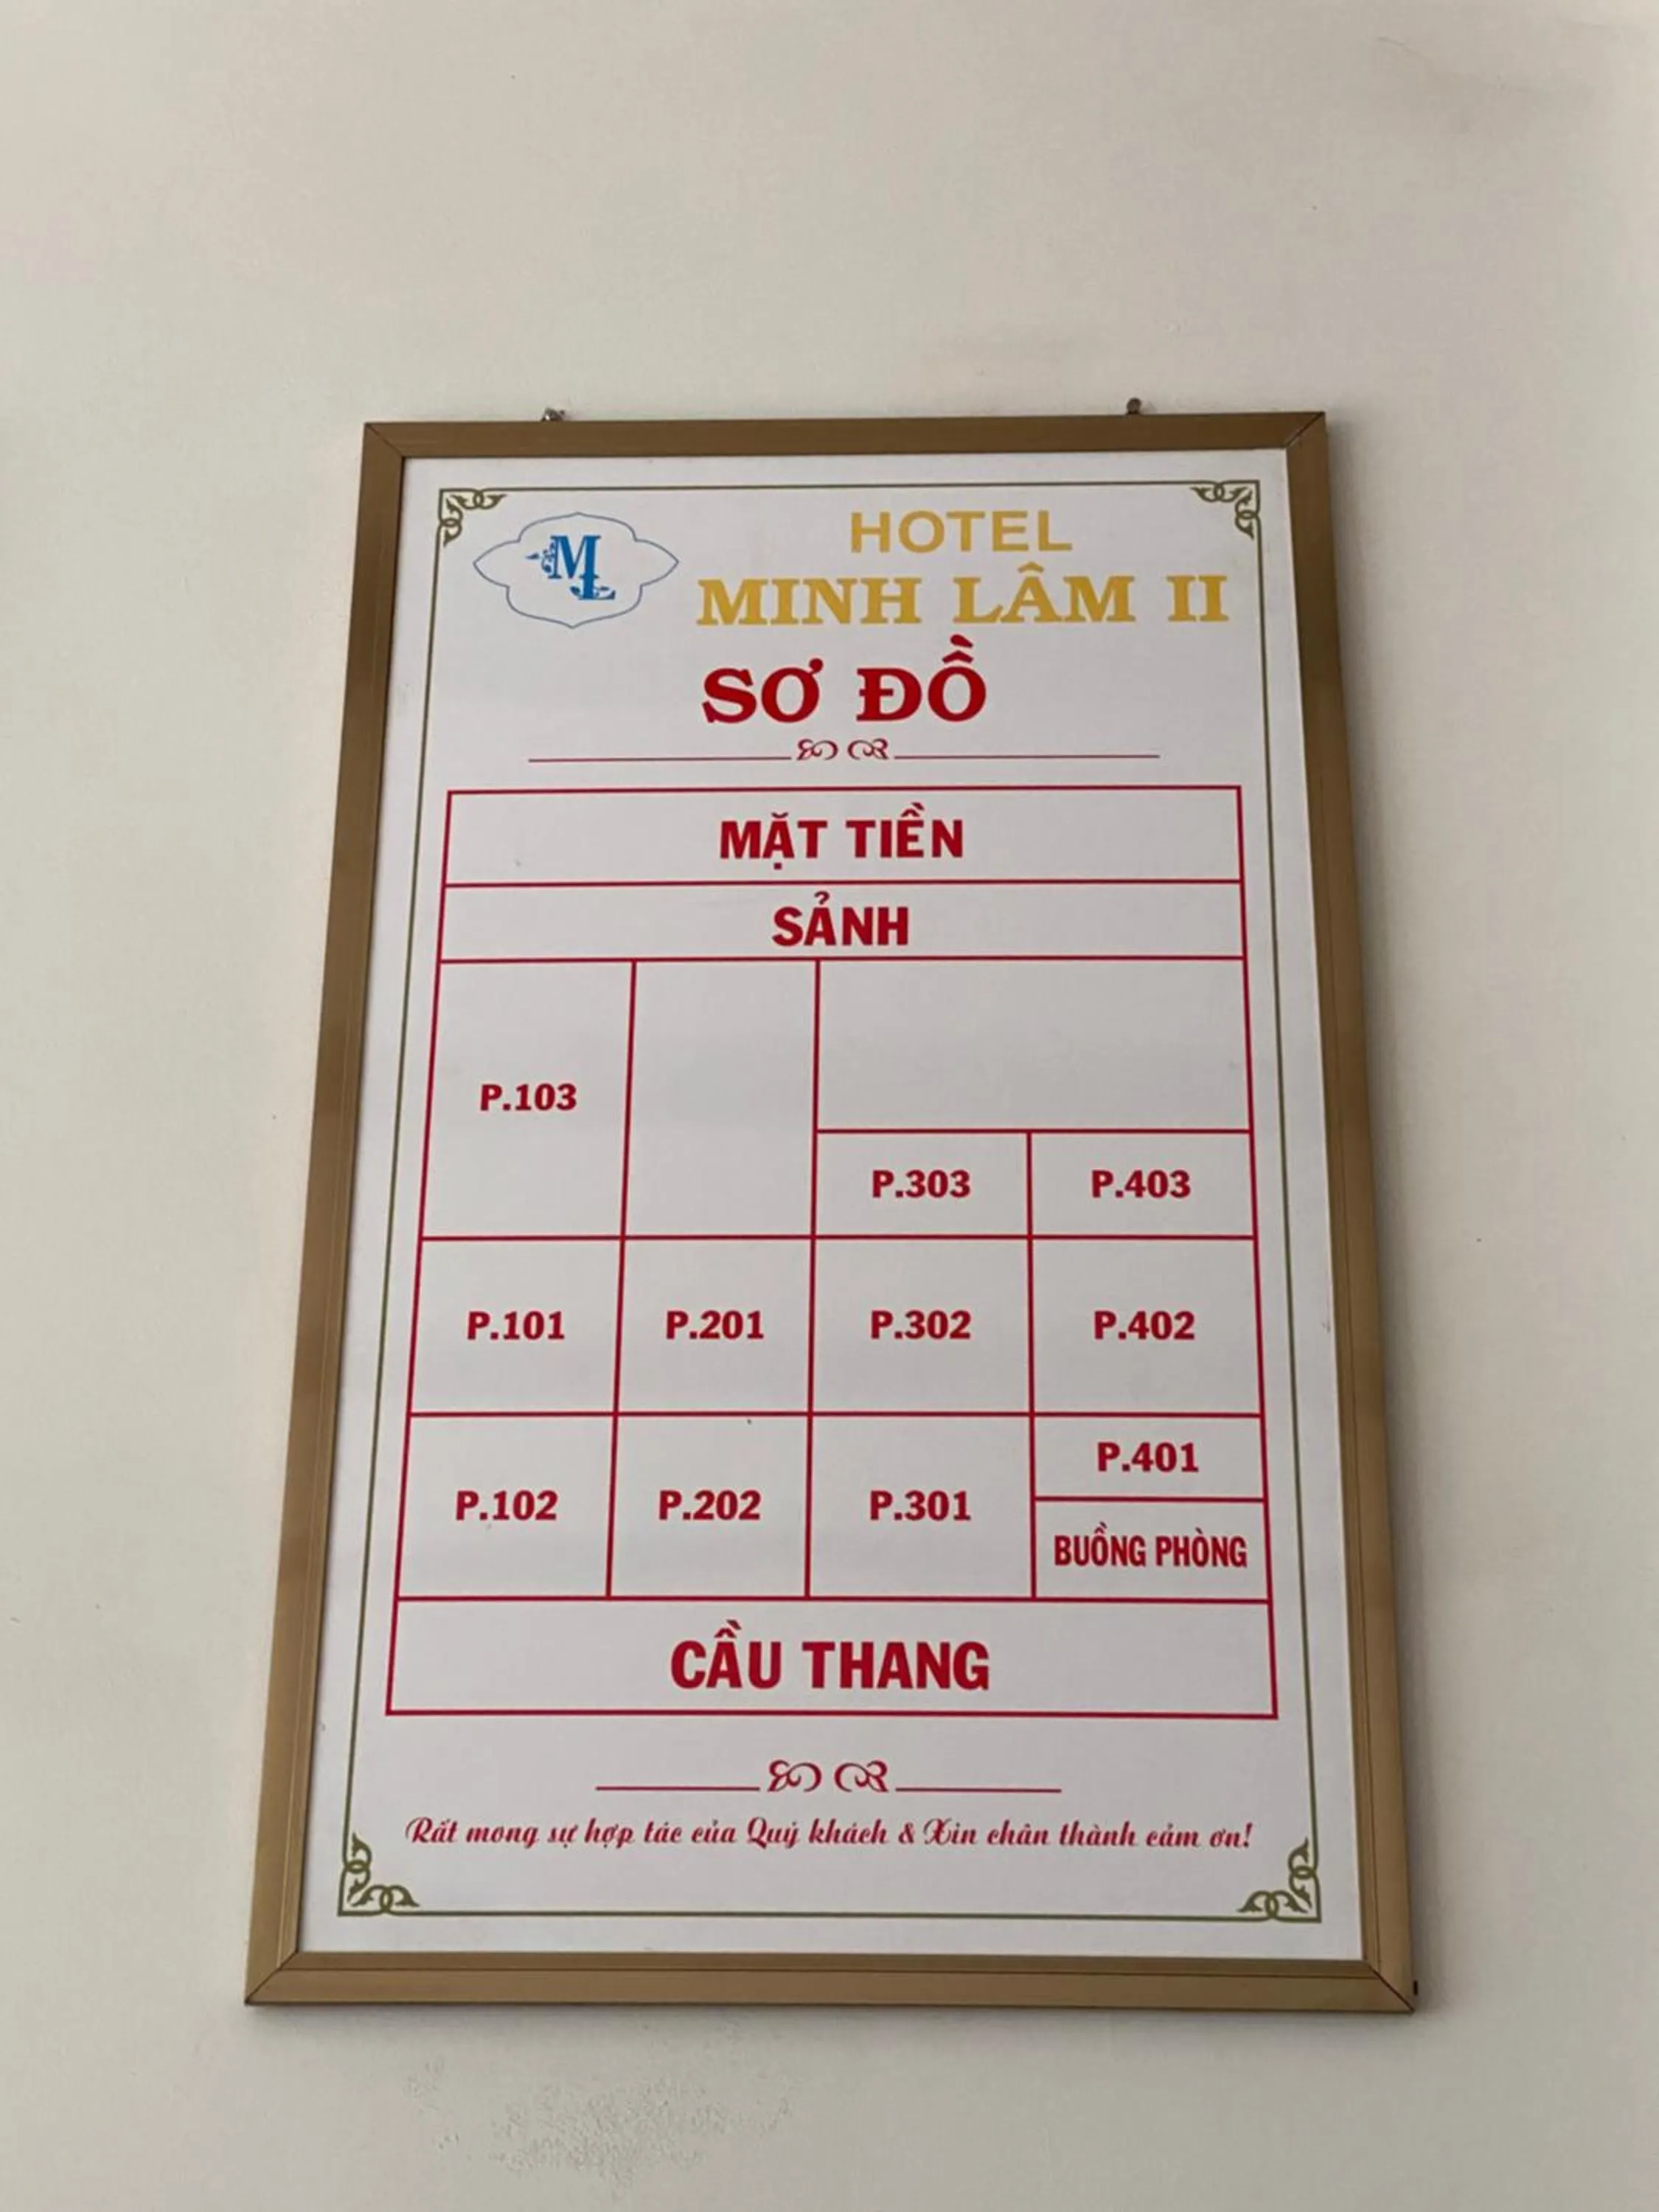 ML
HOTEL
MINH LÂM II
SƠ ĐỒ
MẶT TIỀN
SẢNH
P.103
P.303 P.403
P.101 P.201 P.302 P.402
P.401
P.102 P.202 P.301
BUỒNG PHÒNG
CẦU THANG
Rất mong sự hợp tác của Quý khách & Xin chân thành cảm ơn!